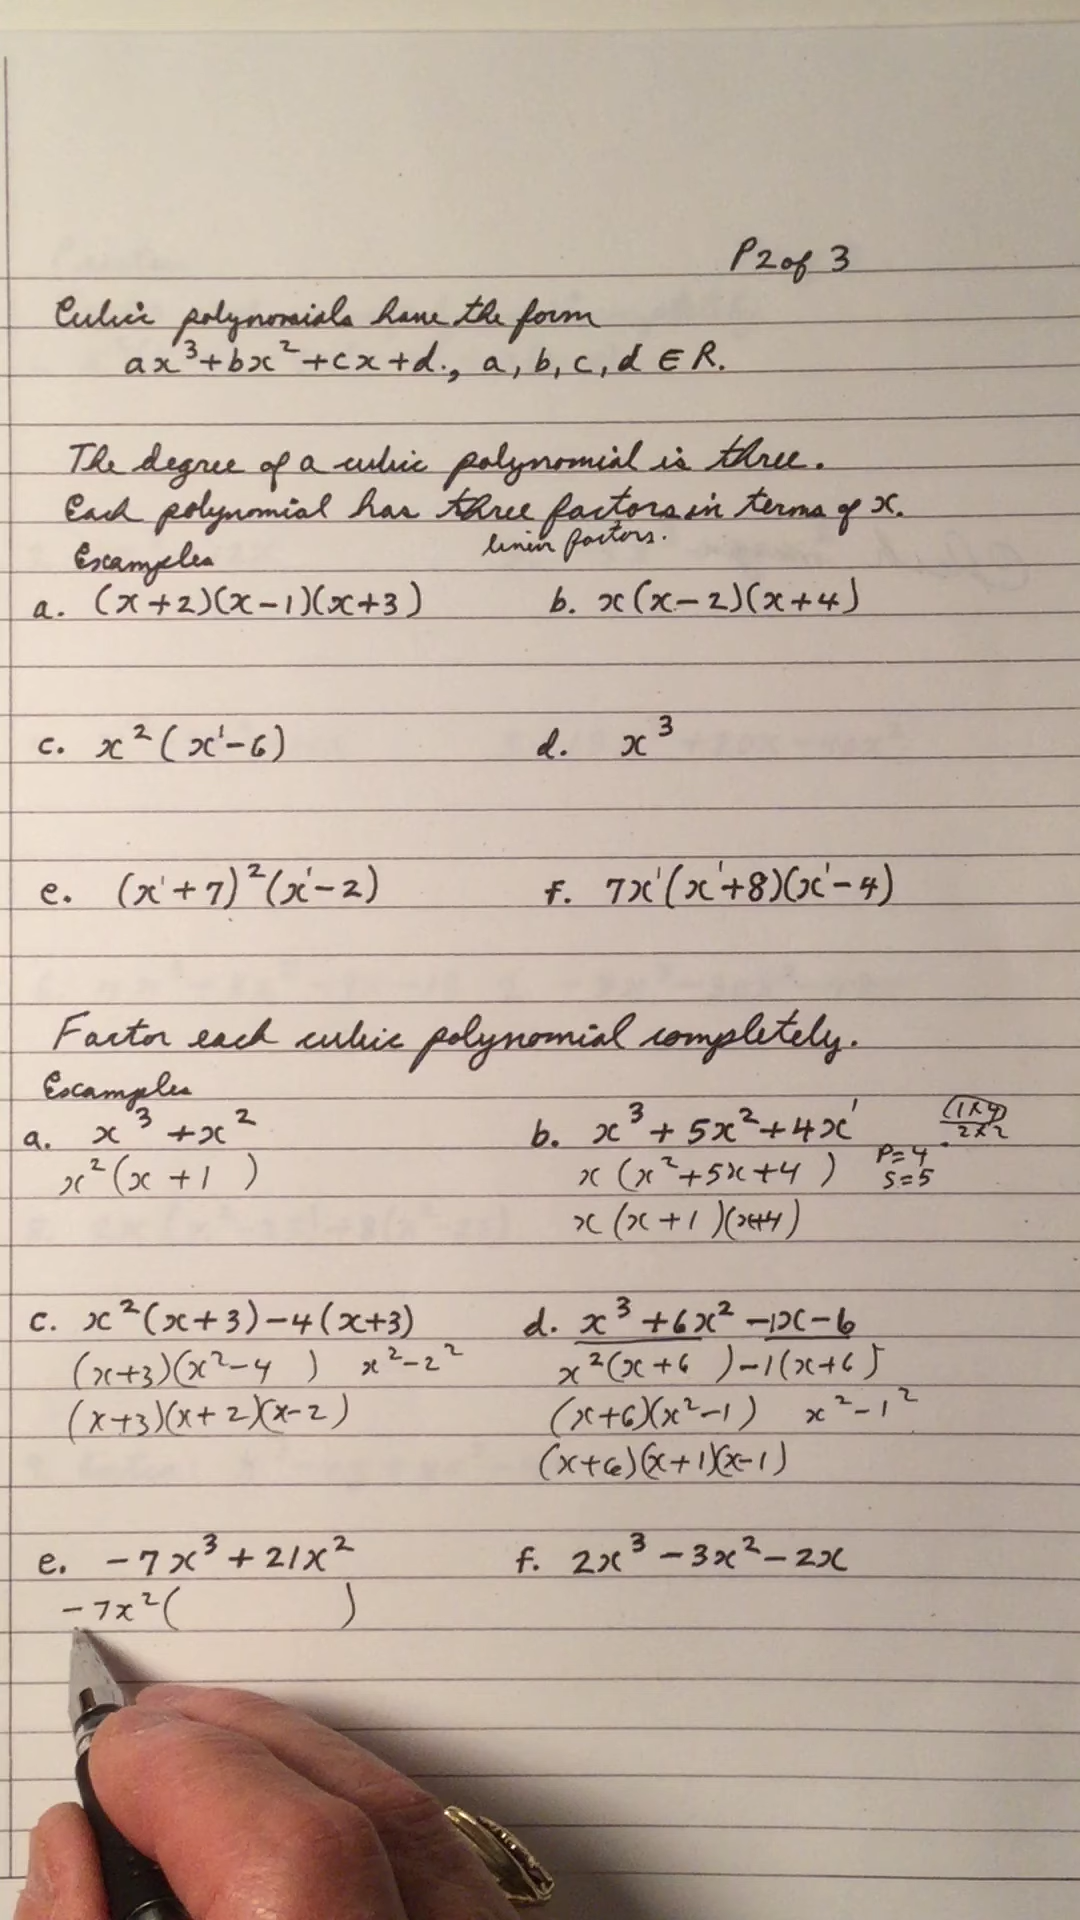 P2 of 3
Cubic polynomials have the form
ax³+bx²+cx+d., a, b, c, d ∈ R.
The degree of a cubic polynomial is three.
Each polynomial has three factors in terms of x.
linear factors.
Examples
a. (x+2)(x-1)(x+3) b. x(x-2)(x+4)
c. x²(x¹-6) d. x³
e. (x¹+7)²(x¹-2) f. 7x¹(x¹+8)(x¹-4)
Factor each cubic polynomial completely.
Examples
a. x³+x² b. x³+5x²+4x¹ 1×4
2×2
x²(x+1) x(x²+5x+4) P=4
S=5
x(x+1)(x+4)
c. x²(x+3)-4(x+3) d. x³+6x²-1x-6
(x+3)(x²-4) x²-2² x²(x+6)-1(x+6)
(x+3)(x+2)(x-2) (x+6)(x²-1) x²-1²
(x+6)(x+1)(x-1)
e. -7x³+21x² f. 2x³-3x²-2x
-7x²( )